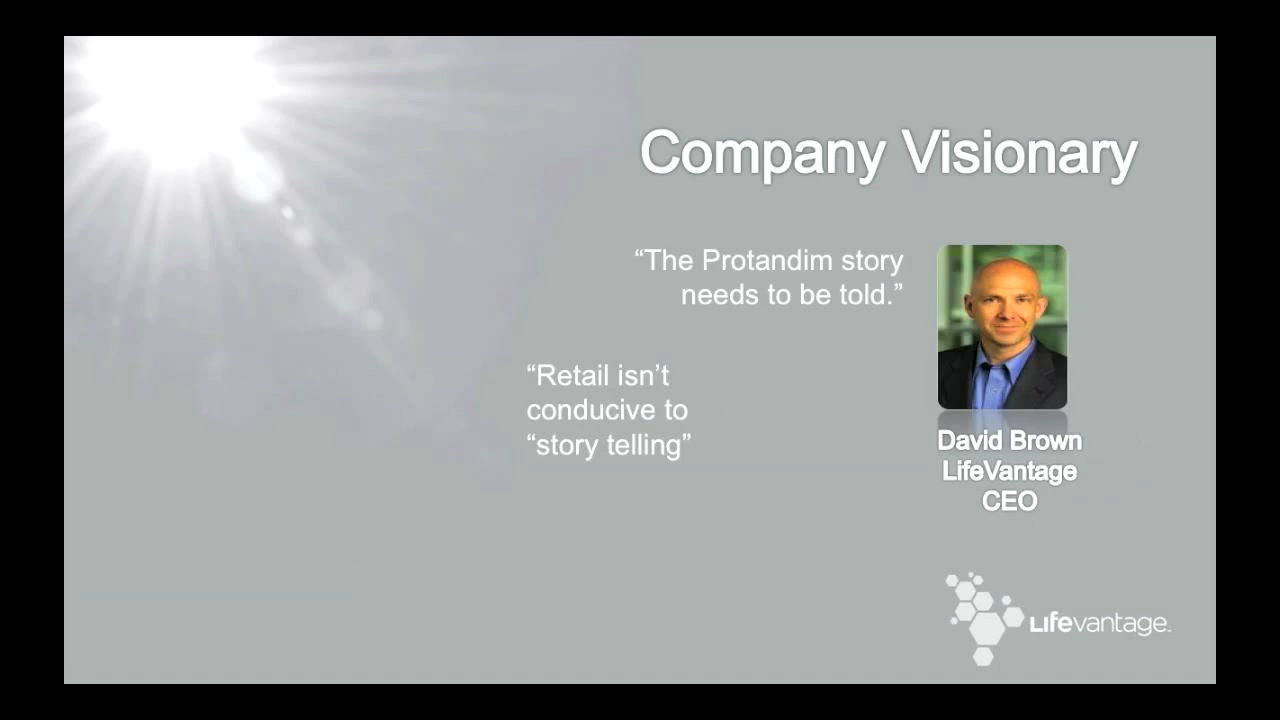 Company Visionary
“The Protandim story
needs to be told.”
“Retail isn’t
conducive to
“story telling”
David Brown
LifeVantage
CEO
Lifevantage